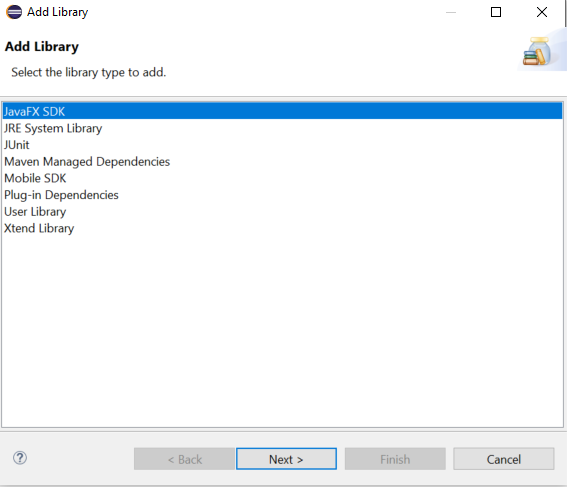 Add Library
Add Library
Select the library type to add.
JavaFX SDK
JRE System Library
JUnit
Maven Managed Dependencies
Mobile SDK
Plug-in Dependencies
User Library
Xtend Library
? < Back Next > Finish Cancel